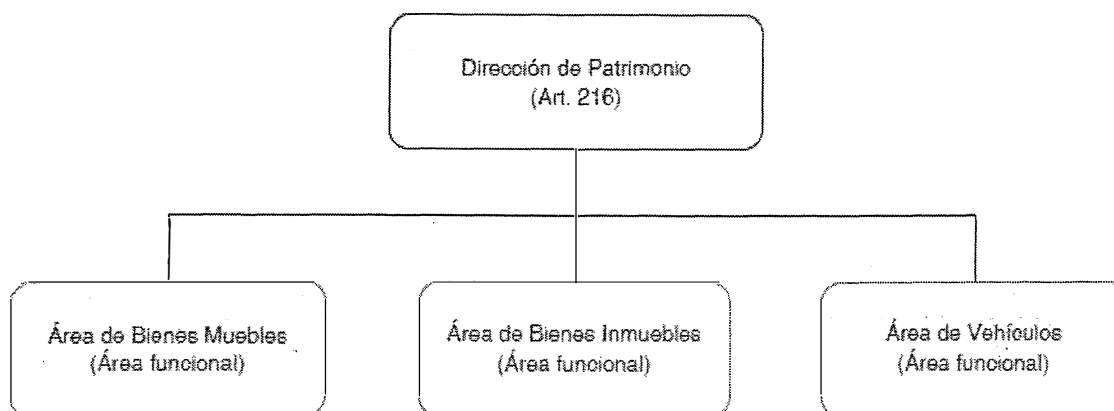 Dirección de Patrimonio
(Art. 216)
Área de Bienes Muebles
(Área funcional)
Área de Bienes Inmuebles
(Área funcional)
Área de Vehículos
(Área funcional)